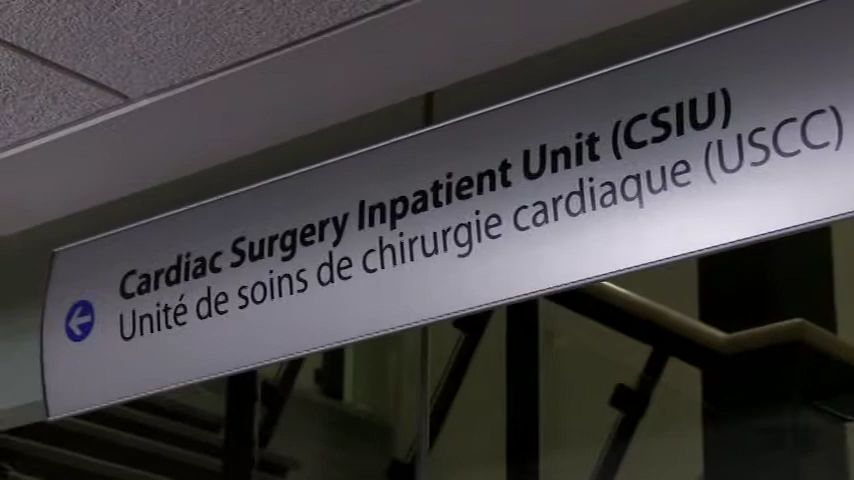 Cardiac Surgery Inpatient Unit (CSIU)
Unité de soins de chirurgie cardiaque (USCC)